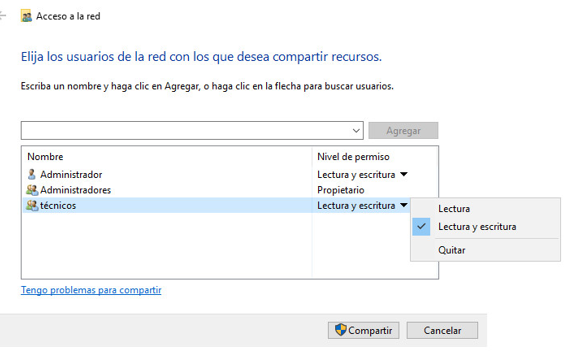 Acceso a la red
Elija los usuarios de la red con los que desea compartir recursos.
Escriba un nombre y haga clic en Agregar, o haga clic en la flecha para buscar usuarios.
Agregar
Nombre Nivel de permiso
Administrador Lectura y escritura
Administradores Propietario
técnicos Lectura y escritura
Lectura
Lectura y escritura
Quitar
Tengo problemas para compartir
Compartir Cancelar